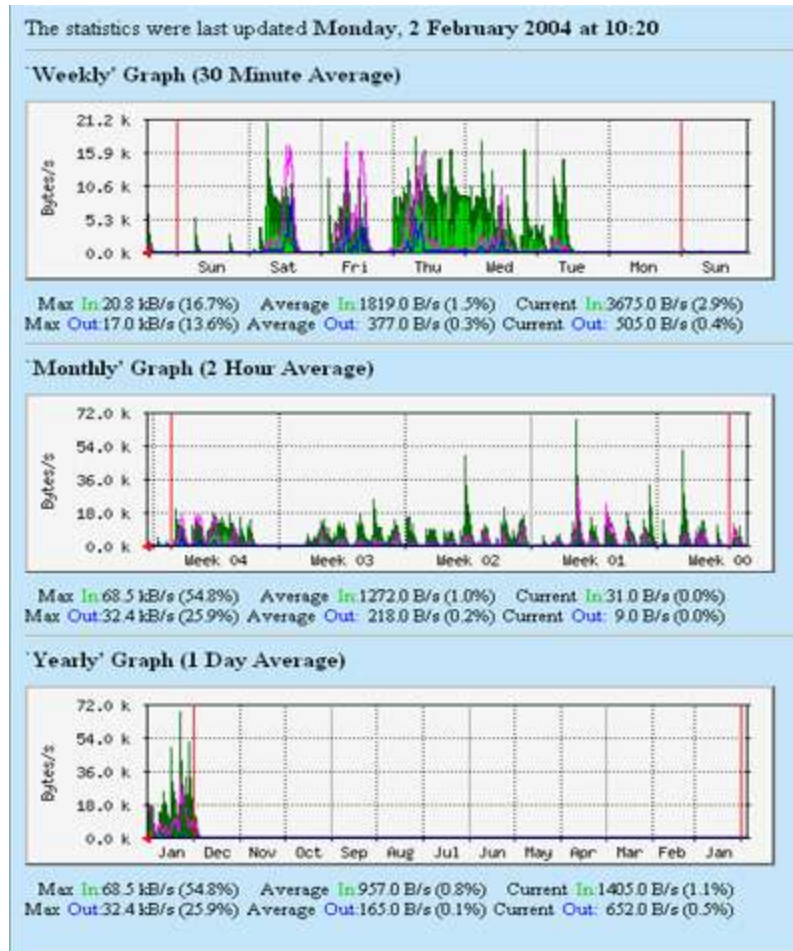 The statistics were last updated Monday, 2 February 2004 at 10:20
`Weekly' Graph (30 Minute Average)
21.2 k
15.9 k
10.6 k
5.3 k
0.0 k
Bytes/s
Sun Sat Fri Thu Wed Tue Mon Sun
Max In:20.8 kB/s (16.7%) Average In:1819.0 B/s (1.5%) Current In:3675.0 B/s (2.9%)
Max Out:17.0 kB/s (13.6%) Average Out: 377.0 B/s (0.3%) Current Out: 505.0 B/s (0.4%)
`Monthly' Graph (2 Hour Average)
72.0 k
54.0 k
36.0 k
18.0 k
0.0 k
Bytes/s
Week 04 Week 03 Week 02 Week 01 Week 00
Max In:68.5 kB/s (54.8%) Average In:1272.0 B/s (1.0%) Current In:31.0 B/s (0.0%)
Max Out:32.4 kB/s (25.9%) Average Out: 218.0 B/s (0.2%) Current Out: 9.0 B/s (0.0%)
`Yearly' Graph (1 Day Average)
72.0 k
54.0 k
36.0 k
18.0 k
0.0 k
Bytes/s
Jan Dec Nov Oct Sep Aug Jul Jun May Apr Mar Feb Jan
Max In:68.5 kB/s (54.8%) Average In:957.0 B/s (0.8%) Current In:1405.0 B/s (1.1%)
Max Out:32.4 kB/s (25.9%) Average Out:165.0 B/s (0.1%) Current Out: 652.0 B/s (0.5%)